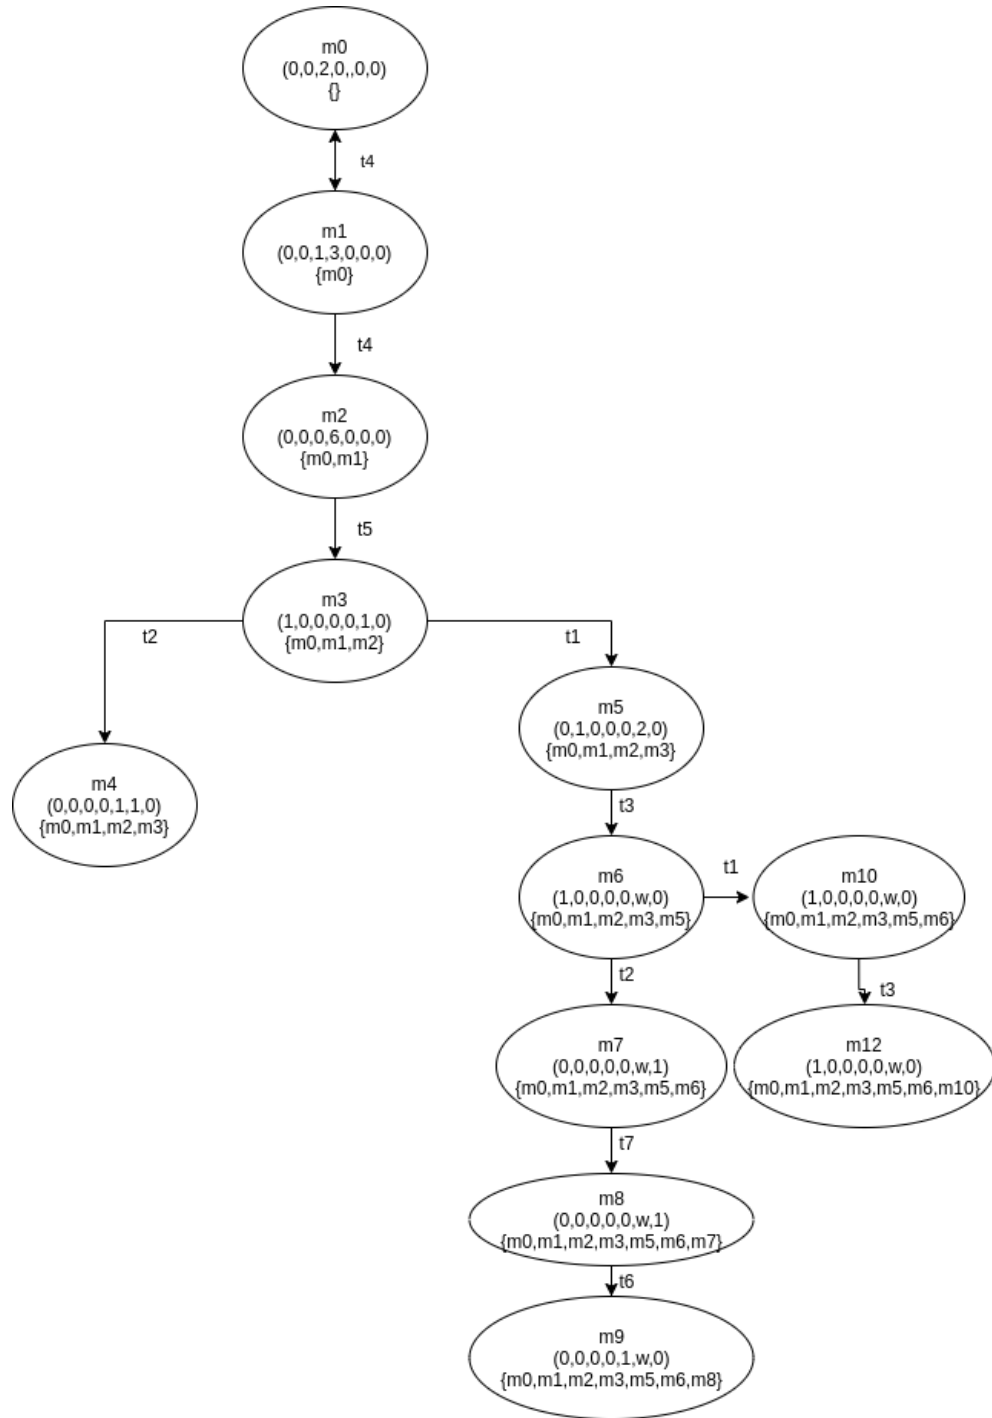 m0
(0,0,2,0,,0,0)
{}
t4
m1
(0,0,1,3,0,0,0)
{m0}
t4
m2
(0,0,0,6,0,0,0)
{m0,m1}
t5
m3
(1,0,0,0,0,1,0)
{m0,m1,m2}
t2
t1
m5
(0,1,0,0,0,2,0)
{m0,m1,m2,m3}
m4
(0,0,0,0,1,1,0)
{m0,m1,m2,m3}
t3
m6
(1,0,0,0,0,w,0)
{m0,m1,m2,m3,m5}
t1
m10
(1,0,0,0,0,w,0)
{m0,m1,m2,m3,m5,m6}
t2
t3
m7
(0,0,0,0,0,w,1)
{m0,m1,m2,m3,m5,m6}
m12
(1,0,0,0,0,w,0)
{m0,m1,m2,m3,m5,m6,m10}
t7
m8
(0,0,0,0,0,w,1)
{m0,m1,m2,m3,m5,m6,m7}
t6
m9
(0,0,0,0,1,w,0)
{m0,m1,m2,m3,m5,m6,m8}